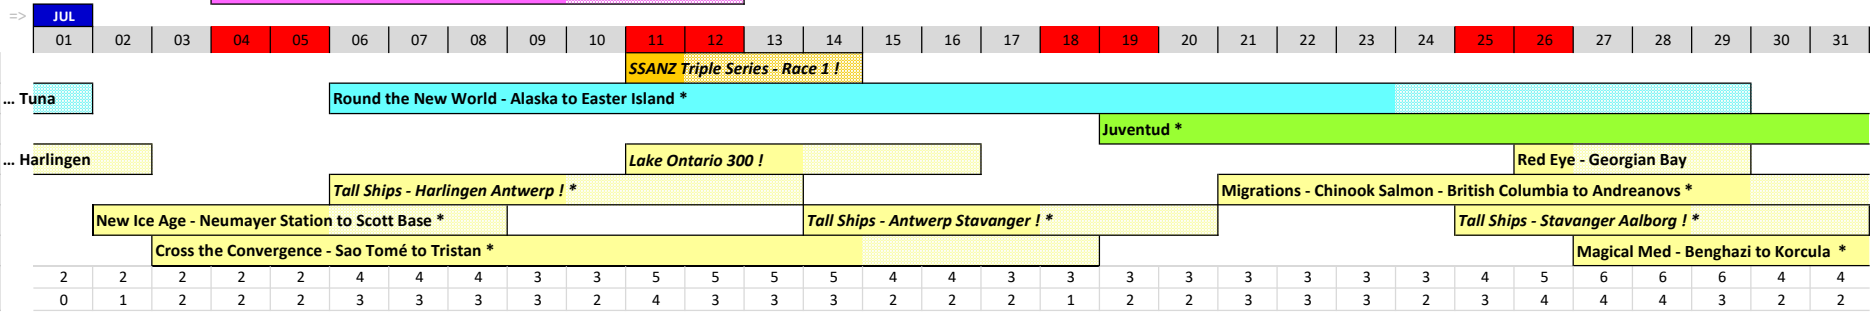 => JUL
01 02 03 04 05 06 07 08 09 10 11 12 13 14 15 16 17 18 19 20 21 22 23 24 25 26 27 28 29 30 31
SSANZ Triple Series - Race 1 !
... Tuna Round the New World - Alaska to Easter Island *
Juventud *
... Harlingen Lake Ontario 300 ! Red Eye - Georgian Bay
Tall Ships - Harlingen Antwerp ! * Migrations - Chinook Salmon - British Columbia to Andreanovs *
New Ice Age - Neumayer Station to Scott Base * Tall Ships - Antwerp Stavanger ! * Tall Ships - Stavanger Aalborg ! *
Cross the Convergence - Sao Tomé to Tristan * Magical Med - Benghazi to Korcula *
2 2 2 2 2 4 4 4 3 3 5 5 5 5 4 4 3 3 3 3 3 3 3 3 4 5 6 6 6 4 4
0 1 2 2 2 3 3 3 3 2 4 3 3 3 2 2 2 1 2 2 3 3 3 2 3 4 4 4 3 2 2